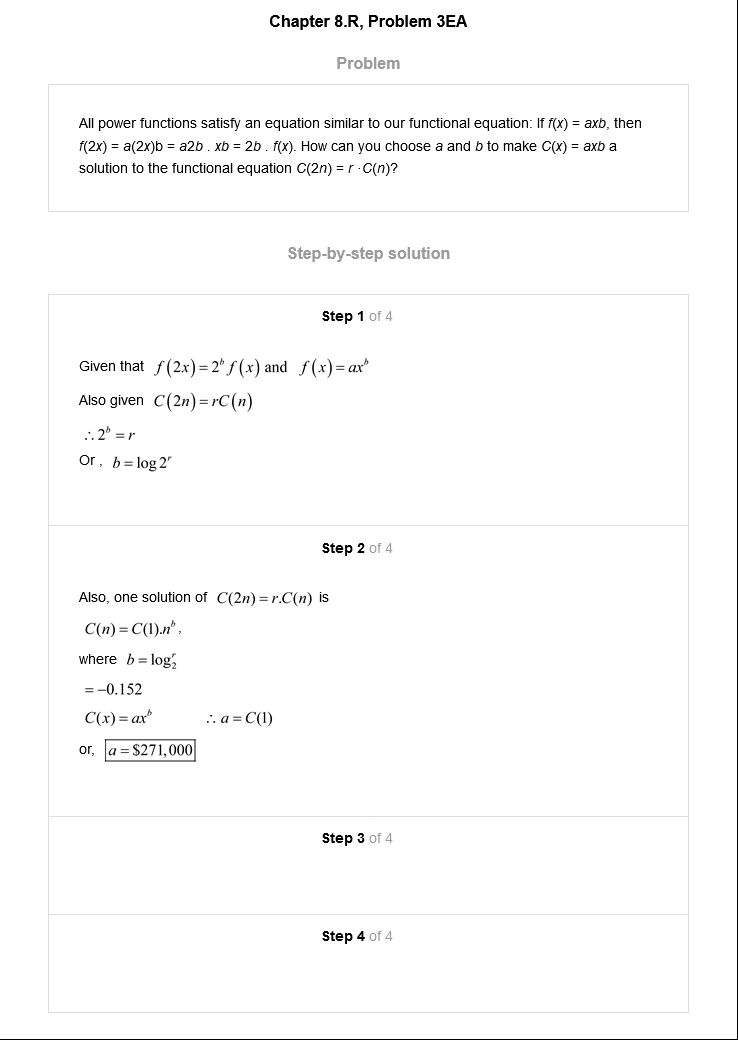 Chapter 8.R, Problem 3EA
Problem
All power functions satisfy an equation similar to our functional equation: If f(x) = axb, then
f(2x) = a(2x)b = a2b . xb = 2b . f(x). How can you choose a and b to make C(x) = axb a
solution to the functional equation C(2n) = r · C(n)?
Step-by-step solution
Step 1 of 4
Given that f(2x) = 2^b f(x) and f(x) = ax^b
Also given C(2n) = rC(n)
∴ 2^b = r
Or , b = log 2^r
Step 2 of 4
Also, one solution of C(2n) = r.C(n) is
C(n) = C(1).n^b ,
where b = log_2^r
= −0.152
C(x) = ax^b ∴ a = C(1)
or, a = $271,000
Step 3 of 4
Step 4 of 4